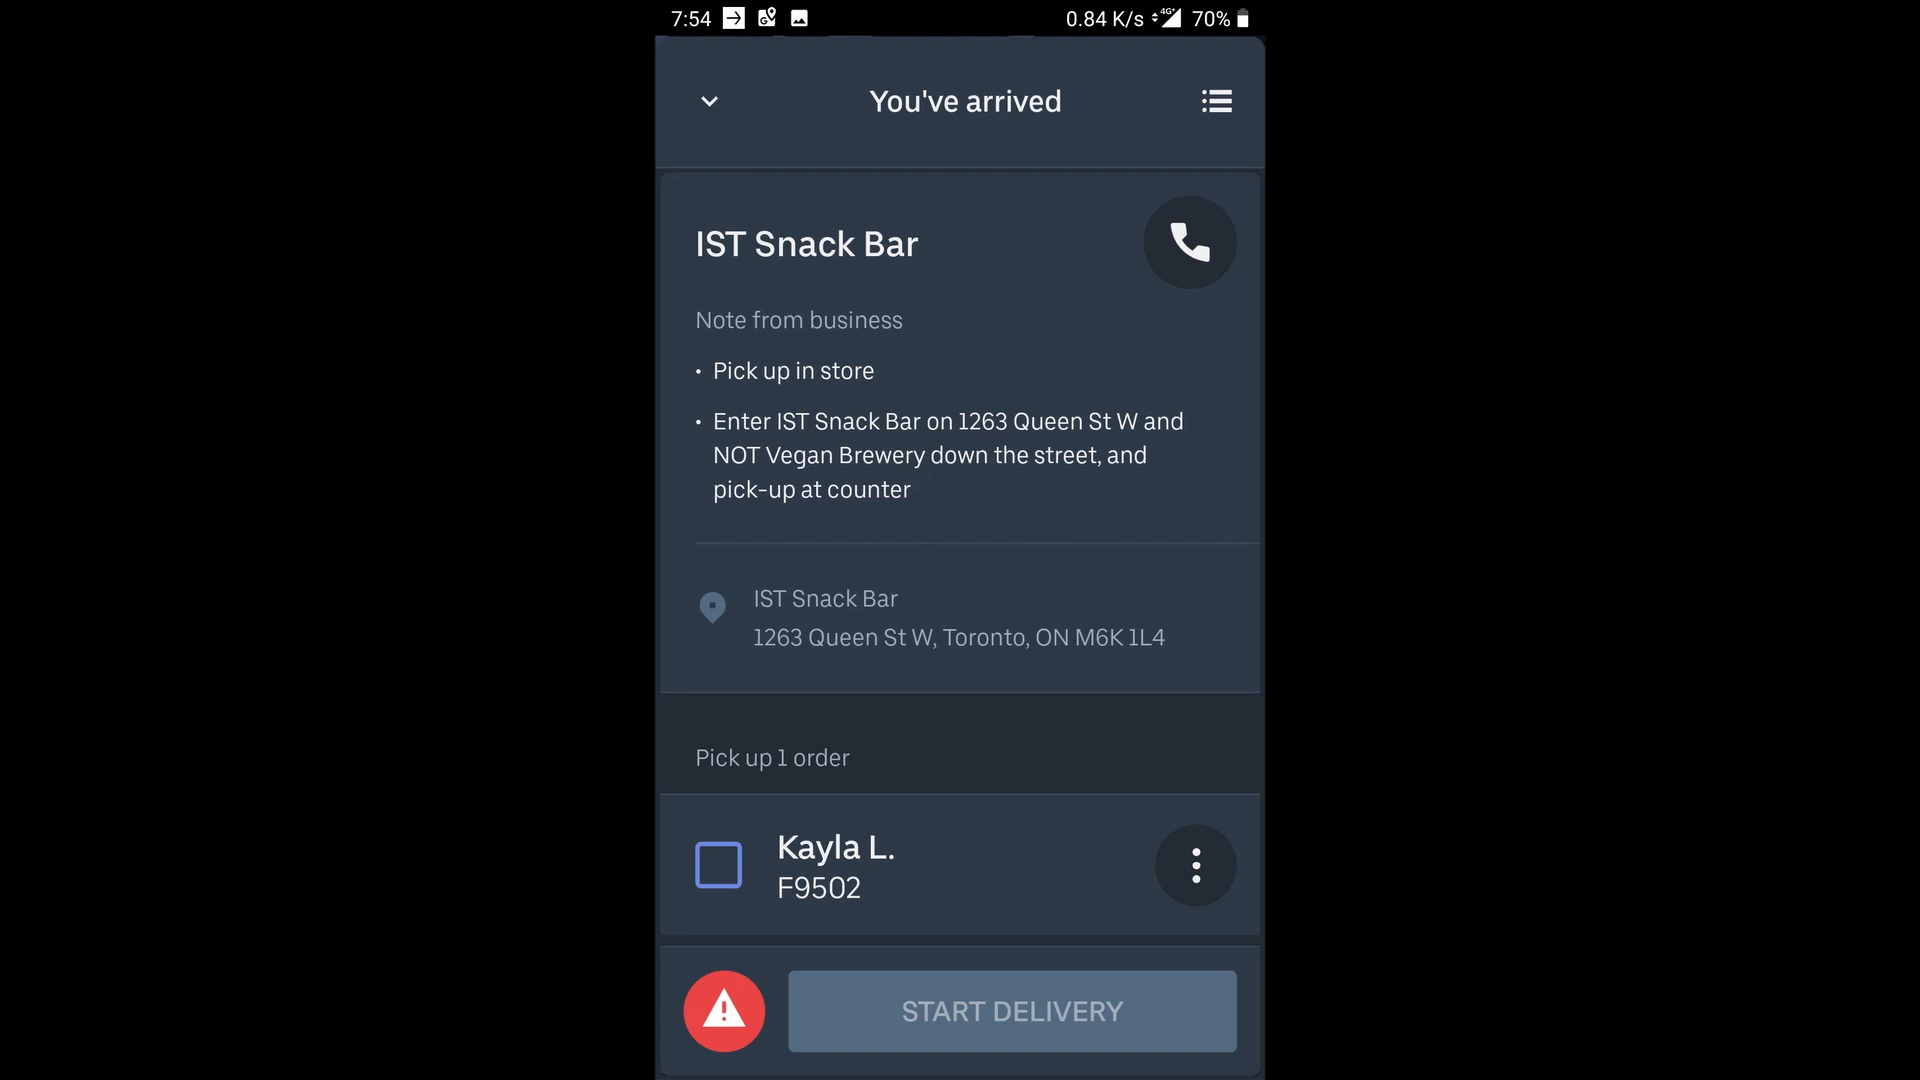 7:54 0.84 K/s 4G+ 70%
You've arrived
IST Snack Bar
Note from business
• Pick up in store
• Enter IST Snack Bar on 1263 Queen St W and
NOT Vegan Brewery down the street, and
pick-up at counter
IST Snack Bar
1263 Queen St W, Toronto, ON M6K 1L4
Pick up 1 order
Kayla L.
F9502
START DELIVERY